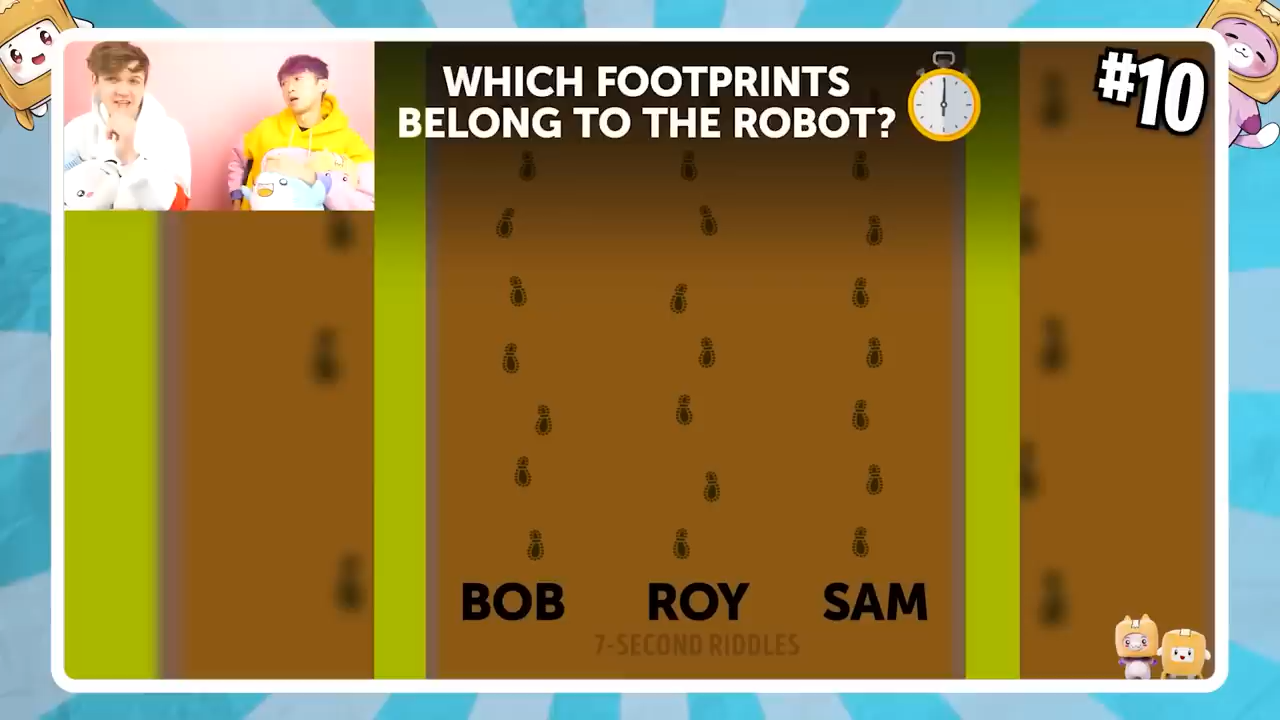 WHICH FOOTPRINTS
BELONG TO THE ROBOT?
#10
BOB ROY SAM
7-SECOND RIDDLES